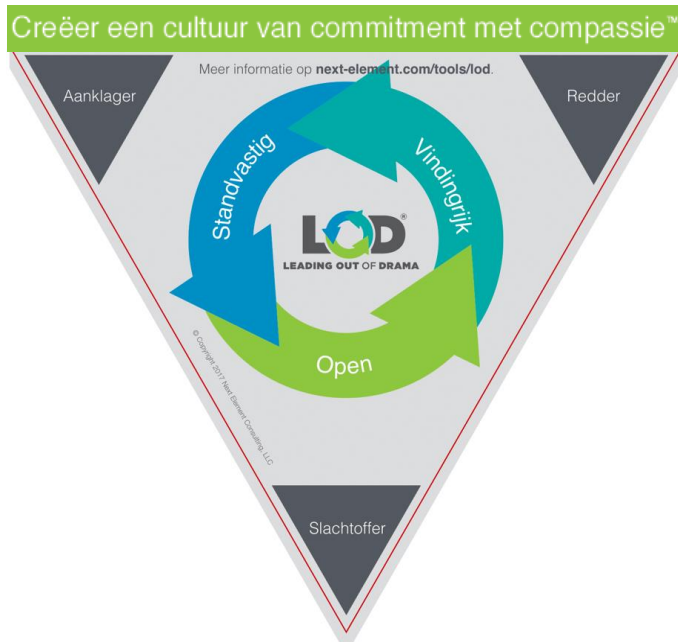 Creëer een cultuur van commitment met compassie™
Meer informatie op next-element.com/tools/lod.
Aanklager
Redder
Standvastig
Vindingrijk
LOD®
LEADING OUT OF DRAMA
Open
© Copyright 2017 Next Element Consulting, LLC
Slachtoffer